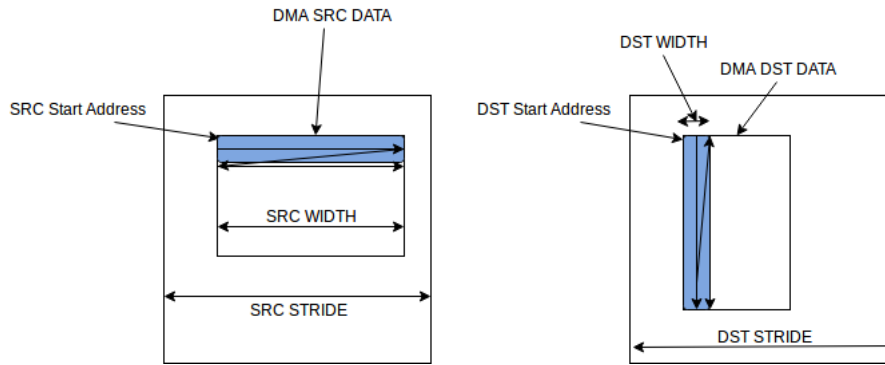 DMA SRC DATA
SRC Start Address
SRC WIDTH
SRC STRIDE
DST WIDTH
DMA DST DATA
DST Start Address
DST STRIDE